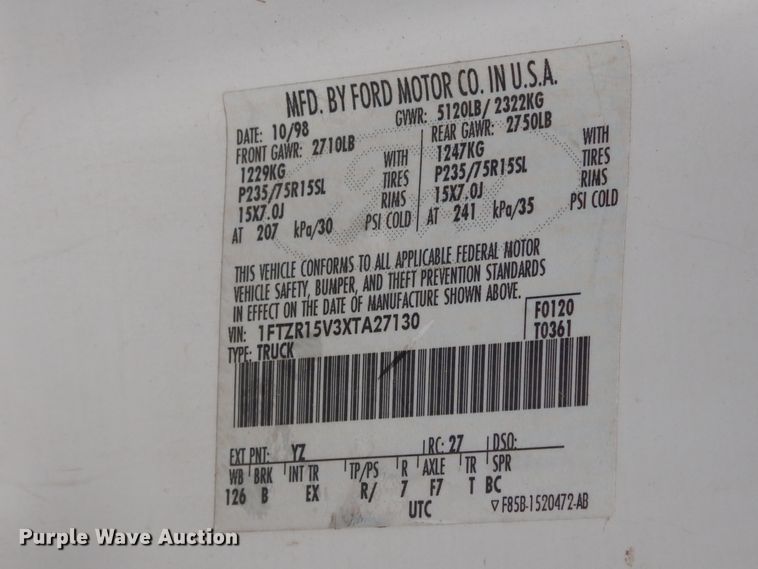 MFD. BY FORD MOTOR CO. IN U.S.A.
DATE: 10/98 GVWR: 5120LB/ 2322KG
FRONT GAWR: 2710LB REAR GAWR: 2750LB
1229KG WITH 1247KG WITH
P235/75R15SL TIRES P235/75R15SL TIRES
15X7.0J RIMS 15X7.0J RIMS
AT 207 kPa/30 PSI COLD AT 241 kPa/35 PSI COLD
THIS VEHICLE CONFORMS TO ALL APPLICABLE FEDERAL MOTOR
VEHICLE SAFETY, BUMPER, AND THEFT PREVENTION STANDARDS
IN EFFECT ON THE DATE OF MANUFACTURE SHOWN ABOVE.
VIN: 1FTZR15V3XTA27130 F0120
TYPE: TRUCK T0361
EXT PNT: YZ RC: 27 DSO:
WB BRK INT TR TP/PS R AXLE TR SPR
126 B EX R/ 7 F7 T BC
UTC ▽ F85B-1520472-AB
Purple Wave Auction